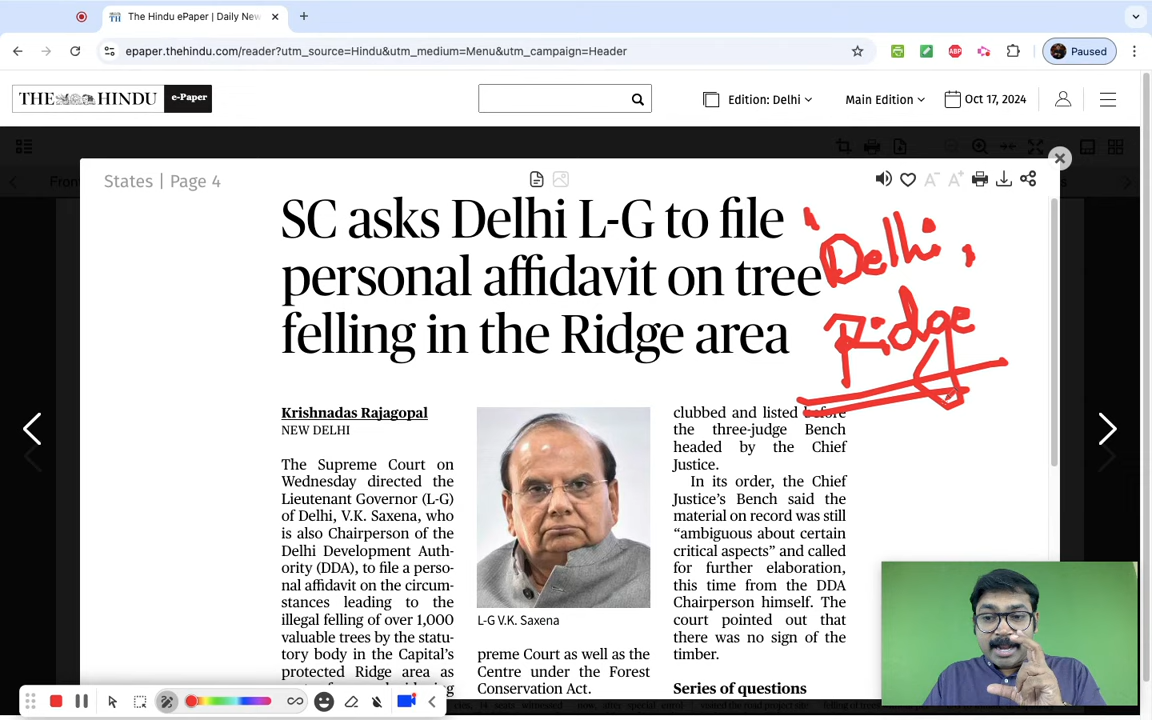 The Hindu ePaper | Daily New
epaper.thehindu.com/reader?utm_source=Hindu&utm_medium=Menu&utm_campaign=Header
ABP
Paused
THE HINDU e-Paper
Edition: Delhi
Main Edition
Oct 17, 2024
States | Page 4
A-
A+
SC asks Delhi L-G to file
personal affidavit on tree
felling in the Ridge area
'Delhi,
Ridge
Krishnadas Rajagopal
NEW DELHI
The Supreme Court on
Wednesday directed the
Lieutenant Governor (L-G)
of Delhi, V.K. Saxena, who
is also Chairperson of the
Delhi Development Auth-
ority (DDA), to file a perso-
nal affidavit on the circum-
stances leading to the
illegal felling of over 1,000
valuable trees by the statu-
tory body in the Capital's
protected Ridge area as
L-G V.K. Saxena
preme Court as well as the
Centre under the Forest
Conservation Act.
clubbed and listed before
the three-judge Bench
headed by the Chief
Justice.
In its order, the Chief
Justice's Bench said the
material on record was still
“ambiguous about certain
critical aspects” and called
for further elaboration,
this time from the DDA
Chairperson himself. The
court pointed out that
there was no sign of the
timber.
Series of questions